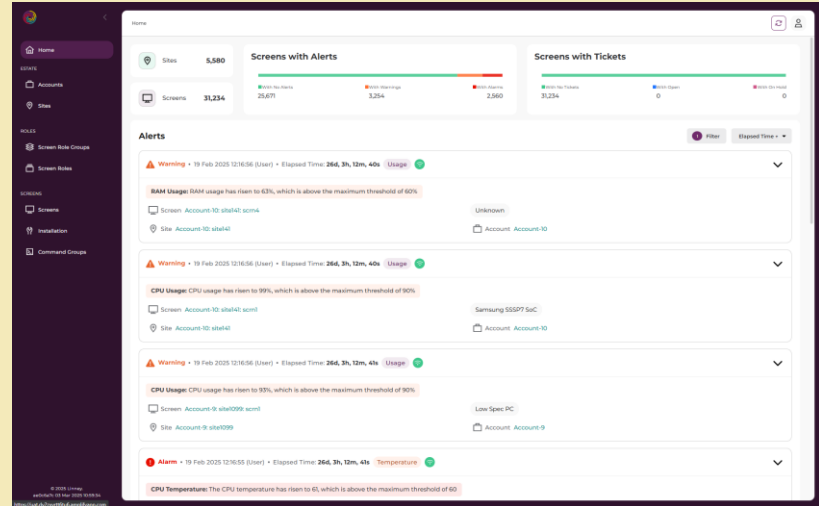 Home
Home
ESTATE
Accounts
Sites
ROLES
Screen Role Groups
Screen Roles
SCREENS
Screens
Installation
Command Groups
Sites 5,580
Screens 31,234
Screens with Alerts
With No Alerts With Warnings With Alarms
25,671 3,254 2,560
Screens with Tickets
With No Tickets With Open With On Hold
31,234 0 0
Alerts
1 Filter Elapsed Time
Warning • 19 Feb 2025 12:16:56 (User) • Elapsed Time: 26d, 3h, 12m, 40s Usage
RAM Usage: RAM usage has risen to 63%, which is above the maximum threshold of 60%
Screen Account-10: site141: scrn4 Unknown
Site Account-10: site141 Account Account-10
Warning • 19 Feb 2025 12:16:56 (User) • Elapsed Time: 26d, 3h, 12m, 40s Usage
CPU Usage: CPU usage has risen to 99%, which is above the maximum threshold of 90%
Screen Account-10: site141: scrn1 Samsung SSSP7 SoC
Site Account-10: site141 Account Account-10
Warning • 19 Feb 2025 12:16:56 (User) • Elapsed Time: 26d, 3h, 12m, 41s Usage
CPU Usage: CPU usage has risen to 93%, which is above the maximum threshold of 90%
Screen Account-9: site1099: scrn1 Low Spec PC
Site Account-9: site1099 Account Account-9
Alarm • 19 Feb 2025 12:16:55 (User) • Elapsed Time: 26d, 3h, 12m, 41s Temperature
CPU Temperature: The CPU temperature has risen to 61, which is above the maximum threshold of 60